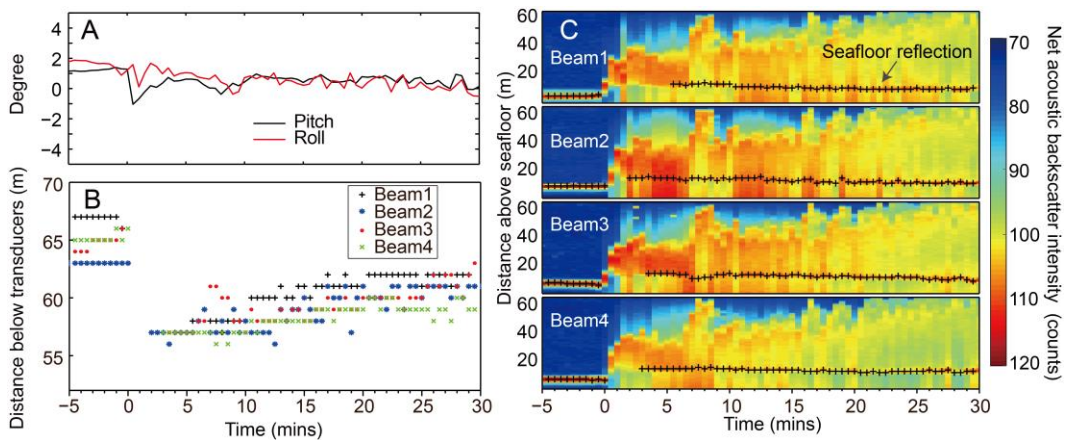 A
4
2
0
-2
-4
Degree
Pitch
Roll
B
70
65
60
55
Distance below transducers (m)
Beam1
Beam2
Beam3
Beam4
−5 0 5 10 15 20 25 30
Time (mins)
C
60
40
20
Beam1
Seafloor reflection
60
40
20
Beam2
60
40
20
Beam3
60
40
20
Beam4
Distance above seafloor (m)
−5 0 5 10 15 20 25 30
Time (mins)
70
80
90
100
110
120
Net acoustic backscatter intensity (counts)